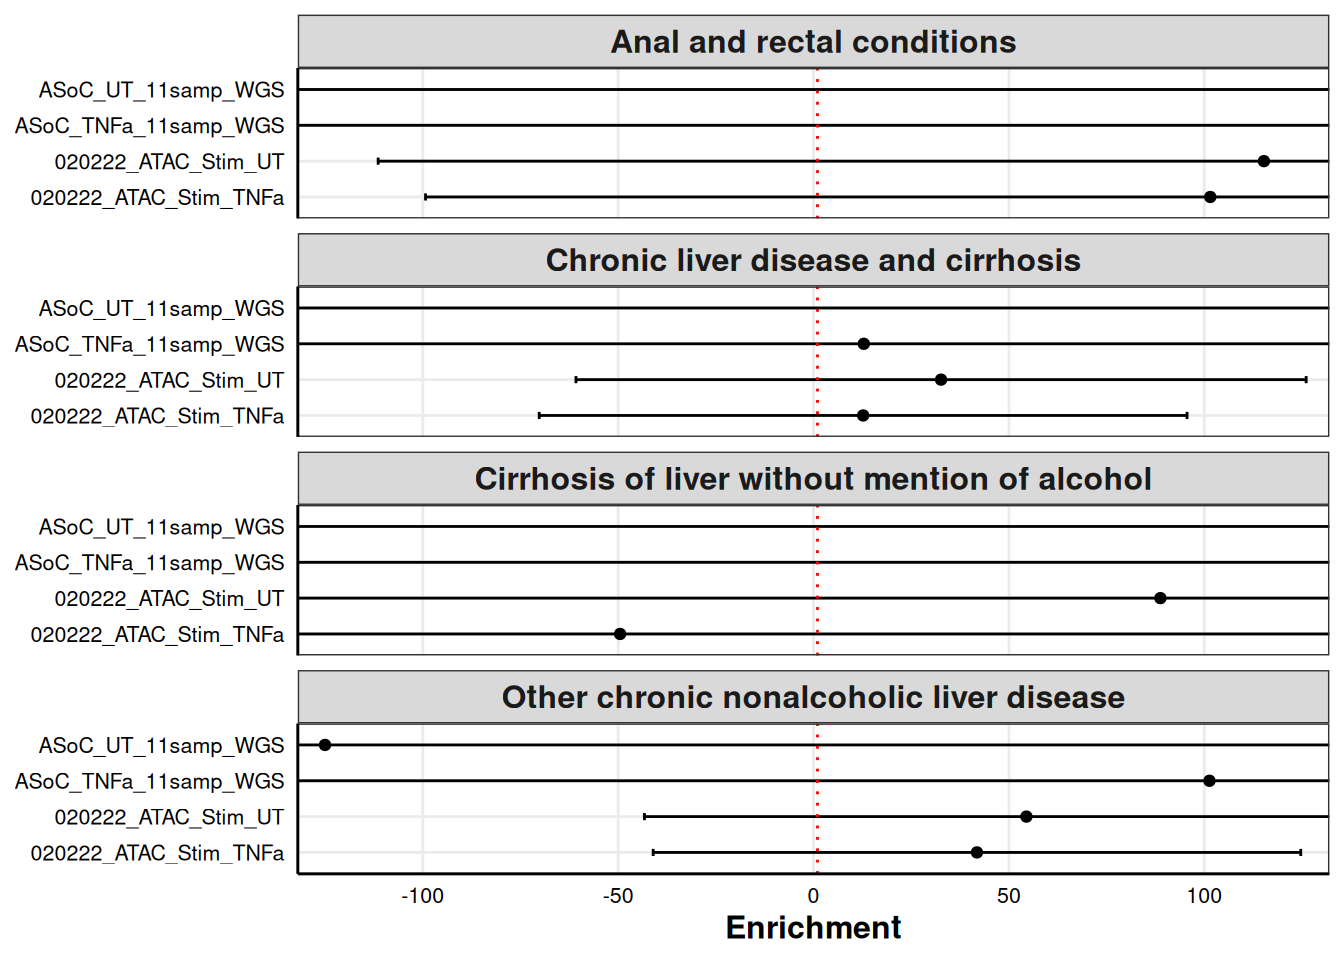 Anal and rectal conditions
ASoC_UT_11samp_WGS
ASoC_TNFa_11samp_WGS
020222_ATAC_Stim_UT
020222_ATAC_Stim_TNFa
Chronic liver disease and cirrhosis
ASoC_UT_11samp_WGS
ASoC_TNFa_11samp_WGS
020222_ATAC_Stim_UT
020222_ATAC_Stim_TNFa
Cirrhosis of liver without mention of alcohol
ASoC_UT_11samp_WGS
ASoC_TNFa_11samp_WGS
020222_ATAC_Stim_UT
020222_ATAC_Stim_TNFa
Other chronic nonalcoholic liver disease
ASoC_UT_11samp_WGS
ASoC_TNFa_11samp_WGS
020222_ATAC_Stim_UT
020222_ATAC_Stim_TNFa
-100 -50 0 50 100
Enrichment